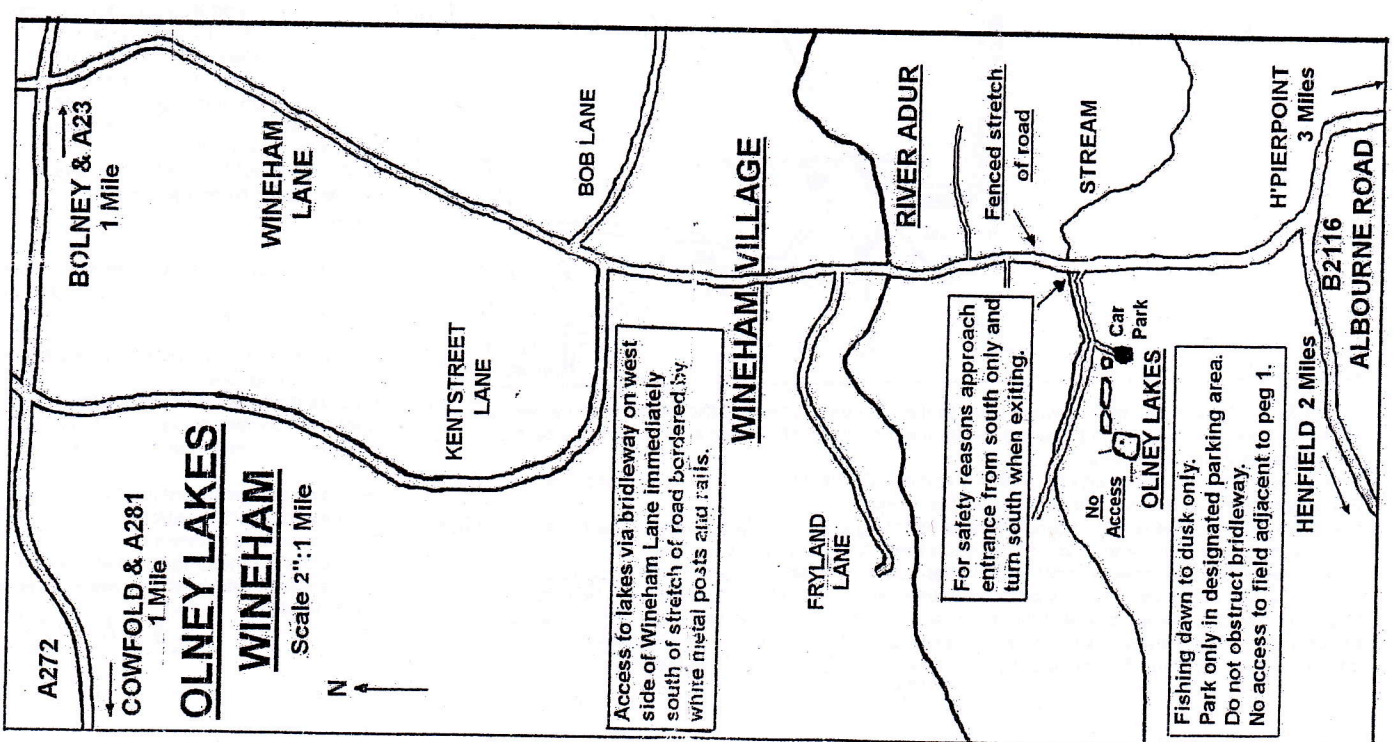 A272
COWFOLD & A281
1 Mile
OLNEY LAKES
WINEHAM
Scale 2":1 Mile
N
BOLNEY & A23
1 Mile
WINEHAM
LANE
KENTSTREET
LANE
BOB LANE
Access to lakes via bridleway on west
side of Wineham Lane immediately
south of stretch of road bordered by
white metal posts and rails.
WINEHAM VILLAGE
FRYLAND
LANE
RIVER ADUR
Fenced stretch
of road
For safety reasons approach
entrance from south only and
turn south when exiting.
STREAM
Car
Park
No
Access
OLNEY LAKES
Fishing dawn to dusk only.
Park only in designated parking area.
Do not obstruct bridleway.
No access to field adjacent to peg 1.
H'PIERPOINT
3 Miles
HENFIELD 2 Miles
B2116
ALBOURNE ROAD